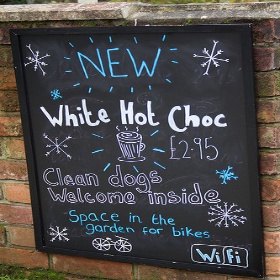 NEW
White Hot Choc
£2.95
Clean dogs
Welcome inside
Space in the
garden for bikes
Wifi